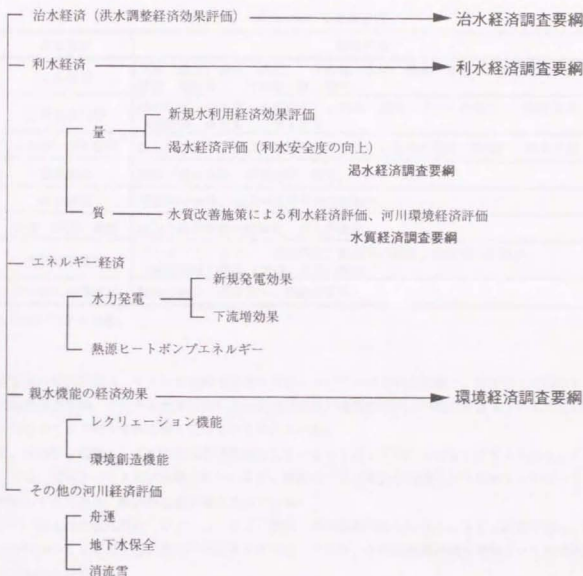 治水経済（洪水調整経済効果評価） 治水経済調査要綱
利水経済 利水経済調査要綱
量 新規水利用経済効果評価
渇水経済評価（利水安全度の向上）
渇水経済調査要綱
質 水質改善施策による利水経済評価、河川環境経済評価
水質経済調査要綱
エネルギー経済
水力発電 新規発電効果
下流増効果
熱源ヒートポンプエネルギー
親水機能の経済効果 環境経済調査要綱
レクリェーション機能
環境創造機能
その他の河川経済評価
舟運
地下水保全
消流雪